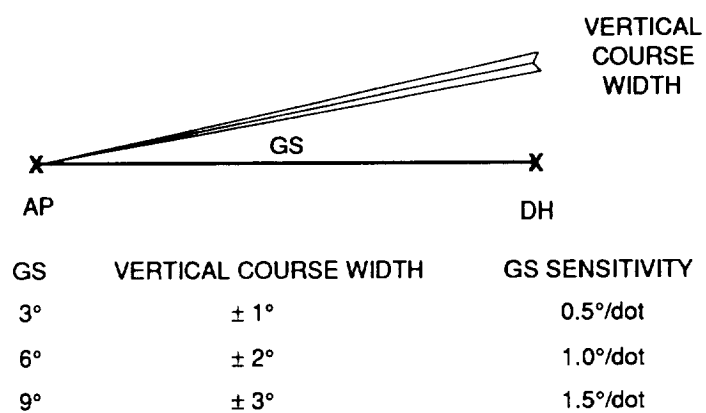 VERTICAL
COURSE
WIDTH
GS
X X
AP
DH
GS VERTICAL COURSE WIDTH GS SENSITIVITY
3° ± 1° 0.5°/dot
6° ± 2° 1.0°/dot
9° ± 3° 1.5°/dot